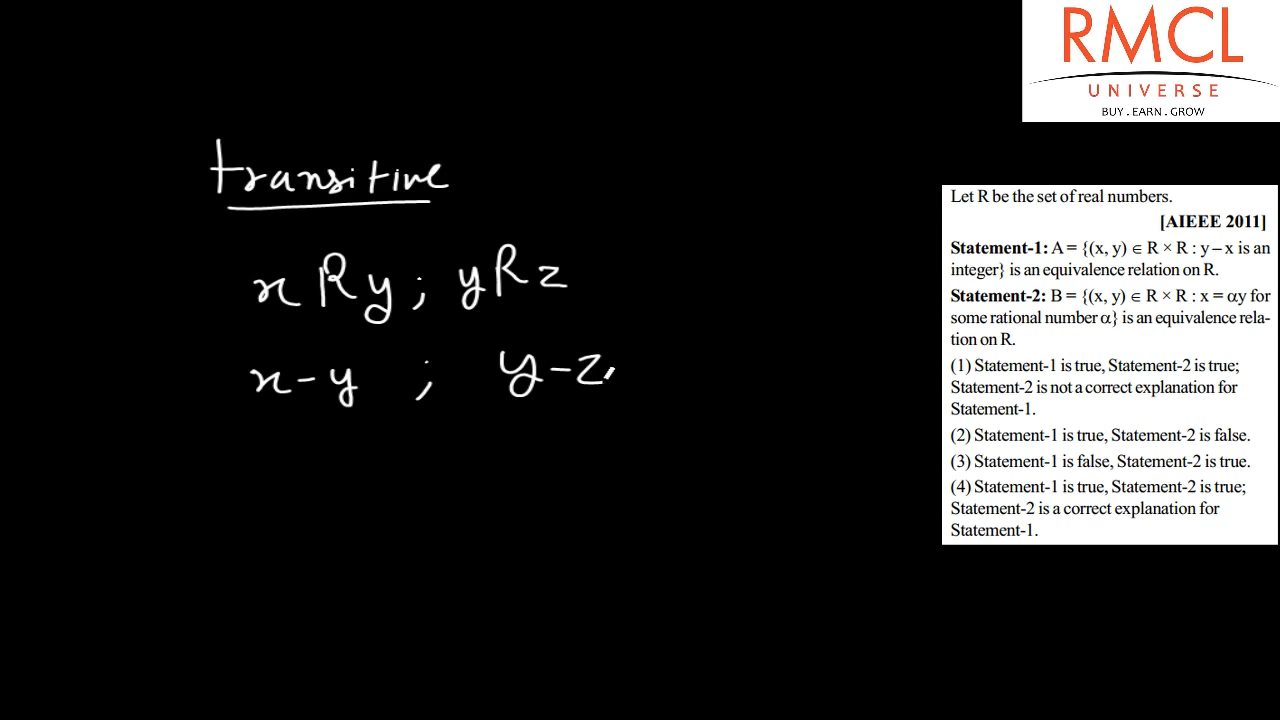 RMCL
UNIVERSE
BUY . EARN . GROW
transitive
x R y ; y R z
x - y ; y - z
Let R be the set of real numbers.
[AIEEE 2011]
Statement-1: A = {(x, y) ∈ R × R : y – x is an
integer} is an equivalence relation on R.
Statement-2: B = {(x, y) ∈ R × R : x = αy for
some rational number α} is an equivalence rela-
tion on R.
(1) Statement-1 is true, Statement-2 is true;
Statement-2 is not a correct explanation for
Statement-1.
(2) Statement-1 is true, Statement-2 is false.
(3) Statement-1 is false, Statement-2 is true.
(4) Statement-1 is true, Statement-2 is true;
Statement-2 is a correct explanation for
Statement-1.